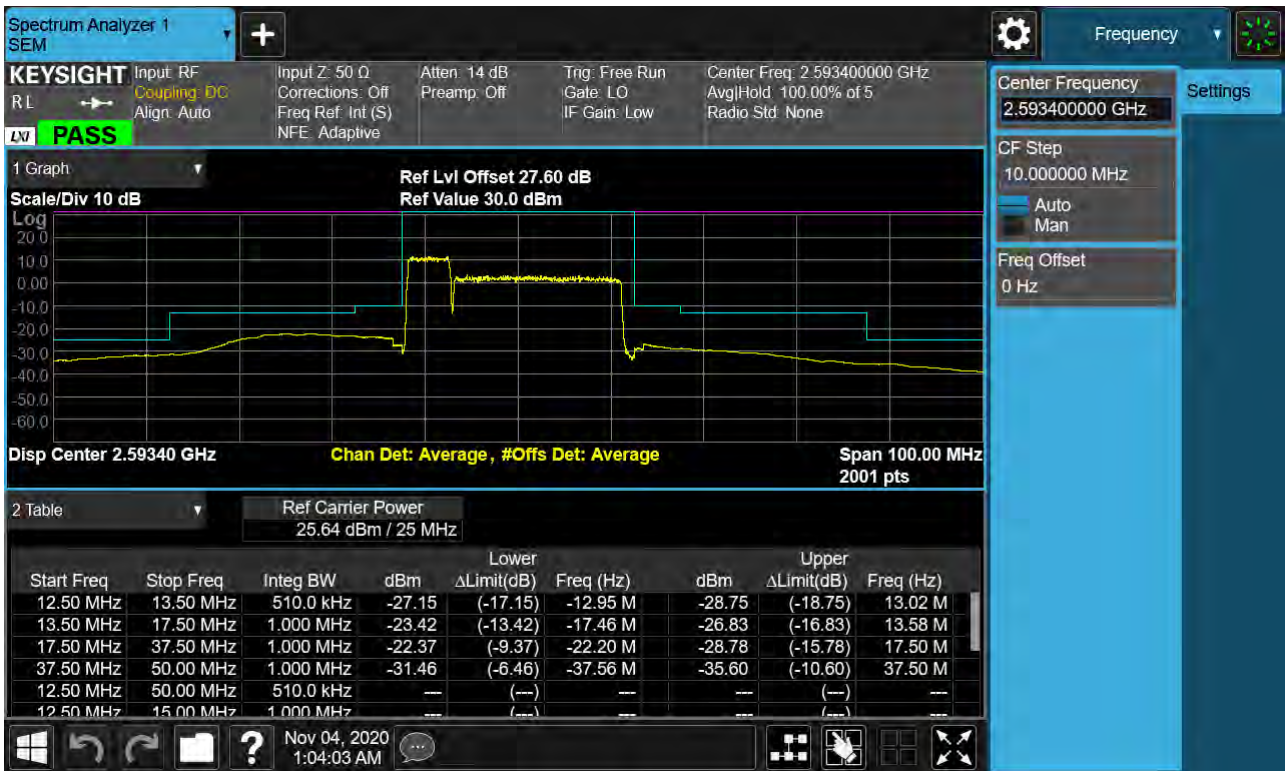 Spectrum Analyzer 1
SEM
Frequency
KEYSIGHT
R L
LXI
PASS
Input: RF
Coupling: DC
Align: Auto
Input Z: 50 Ω
Corrections: Off
Freq Ref: Int (S)
NFE: Adaptive
Atten: 14 dB
Preamp: Off
Trig: Free Run
Gate: LO
IF Gain: Low
Center Freq: 2.593400000 GHz
Avg|Hold: 100.00% of 5
Radio Std: None
Center Frequency
2.593400000 GHz
Settings
CF Step
10.000000 MHz
Auto
Man
Freq Offset
0 Hz
1 Graph
Scale/Div 10 dB
Ref Lvl Offset 27.60 dB
Ref Value 30.0 dBm
Log
20.0
10.0
0.00
-10.0
-20.0
-30.0
-40.0
-50.0
-60.0
Disp Center 2.59340 GHz
Chan Det: Average, #Offs Det: Average
Span 100.00 MHz
2001 pts
2 Table
Ref Carrier Power
25.64 dBm / 25 MHz
Lower Upper
Start Freq Stop Freq Integ BW dBm ∆Limit(dB) Freq (Hz) dBm ∆Limit(dB) Freq (Hz)
12.50 MHz 13.50 MHz 510.0 kHz -27.15 (-17.15) -12.95 M -28.75 (-18.75) 13.02 M
13.50 MHz 17.50 MHz 1.000 MHz -23.42 (-13.42) -17.46 M -26.83 (-16.83) 13.58 M
17.50 MHz 37.50 MHz 1.000 MHz -22.37 (-9.37) -22.20 M -28.78 (-15.78) 17.50 M
37.50 MHz 50.00 MHz 1.000 MHz -31.46 (-6.46) -37.56 M -35.60 (-10.60) 37.50 M
12.50 MHz 50.00 MHz 510.0 kHz --- (---) --- --- (---) ---
12.50 MHz 15.00 MHz 1.000 MHz --- (---) --- --- (---) ---
?
Nov 04, 2020
1:04:03 AM